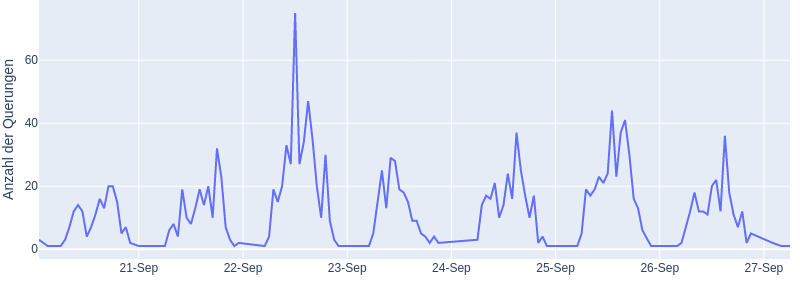 Anzahl der Querungen
60
40
20
0
21-Sep
22-Sep
23-Sep
24-Sep
25-Sep
26-Sep
27-Sep